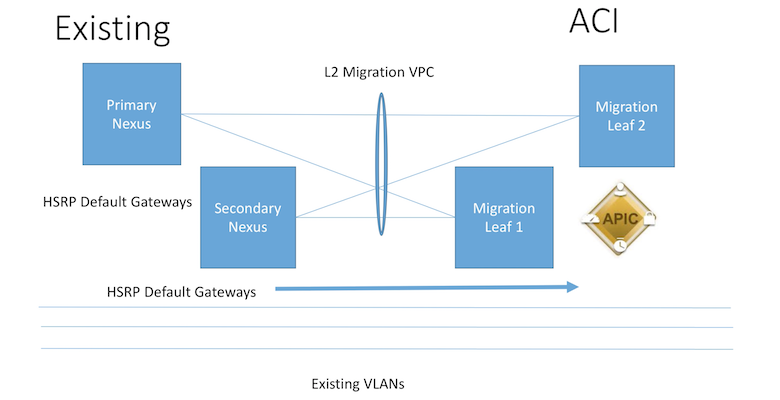 Existing
ACI
L2 Migration VPC
Primary
Nexus
Migration
Leaf 2
HSRP Default Gateways
Secondary
Nexus
Migration
Leaf 1
APIC
HSRP Default Gateways
Existing VLANs